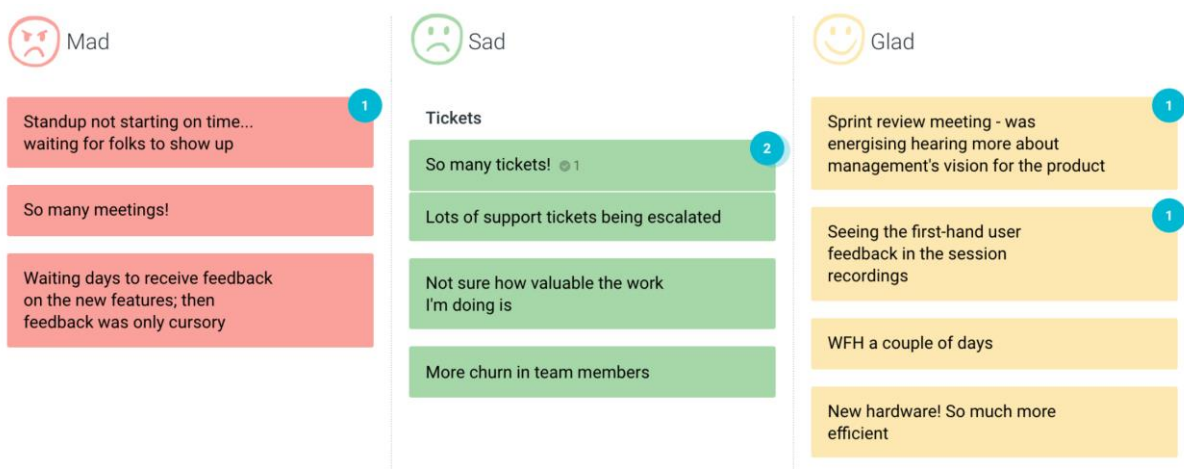 Mad
1
Standup not starting on time...
waiting for folks to show up
So many meetings!
Waiting days to receive feedback
on the new features; then
feedback was only cursory
Sad
Tickets
2
So many tickets! 1
Lots of support tickets being escalated
Not sure how valuable the work
I'm doing is
More churn in team members
Glad
1
Sprint review meeting - was
energising hearing more about
management's vision for the product
1
Seeing the first-hand user
feedback in the session
recordings
WFH a couple of days
New hardware! So much more
efficient